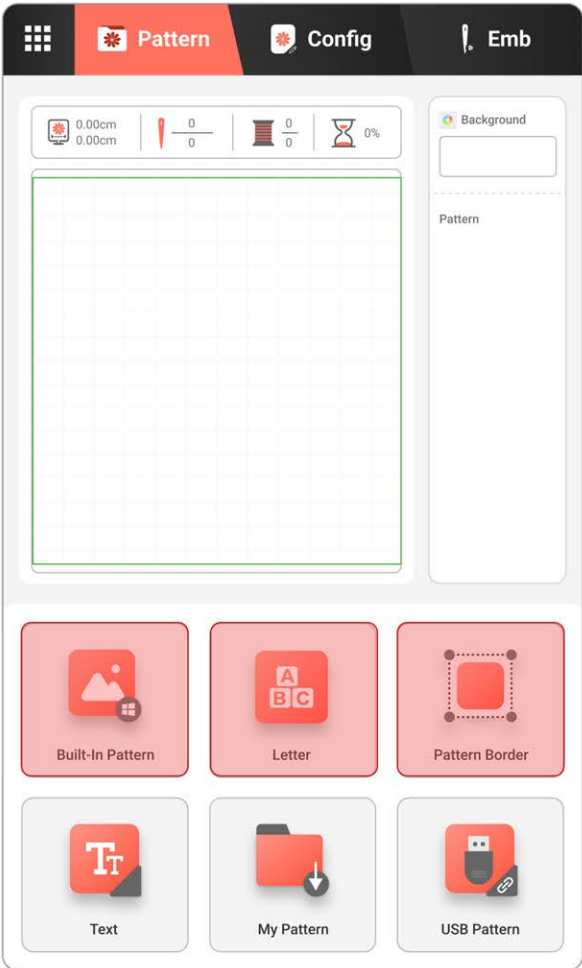 Pattern
Config
Emb
0.00cm
0.00cm
0
0
0
0
0%
Background
Pattern
A
B C
Built-In Pattern
Letter
Pattern Border
TT
Text
My Pattern
USB Pattern